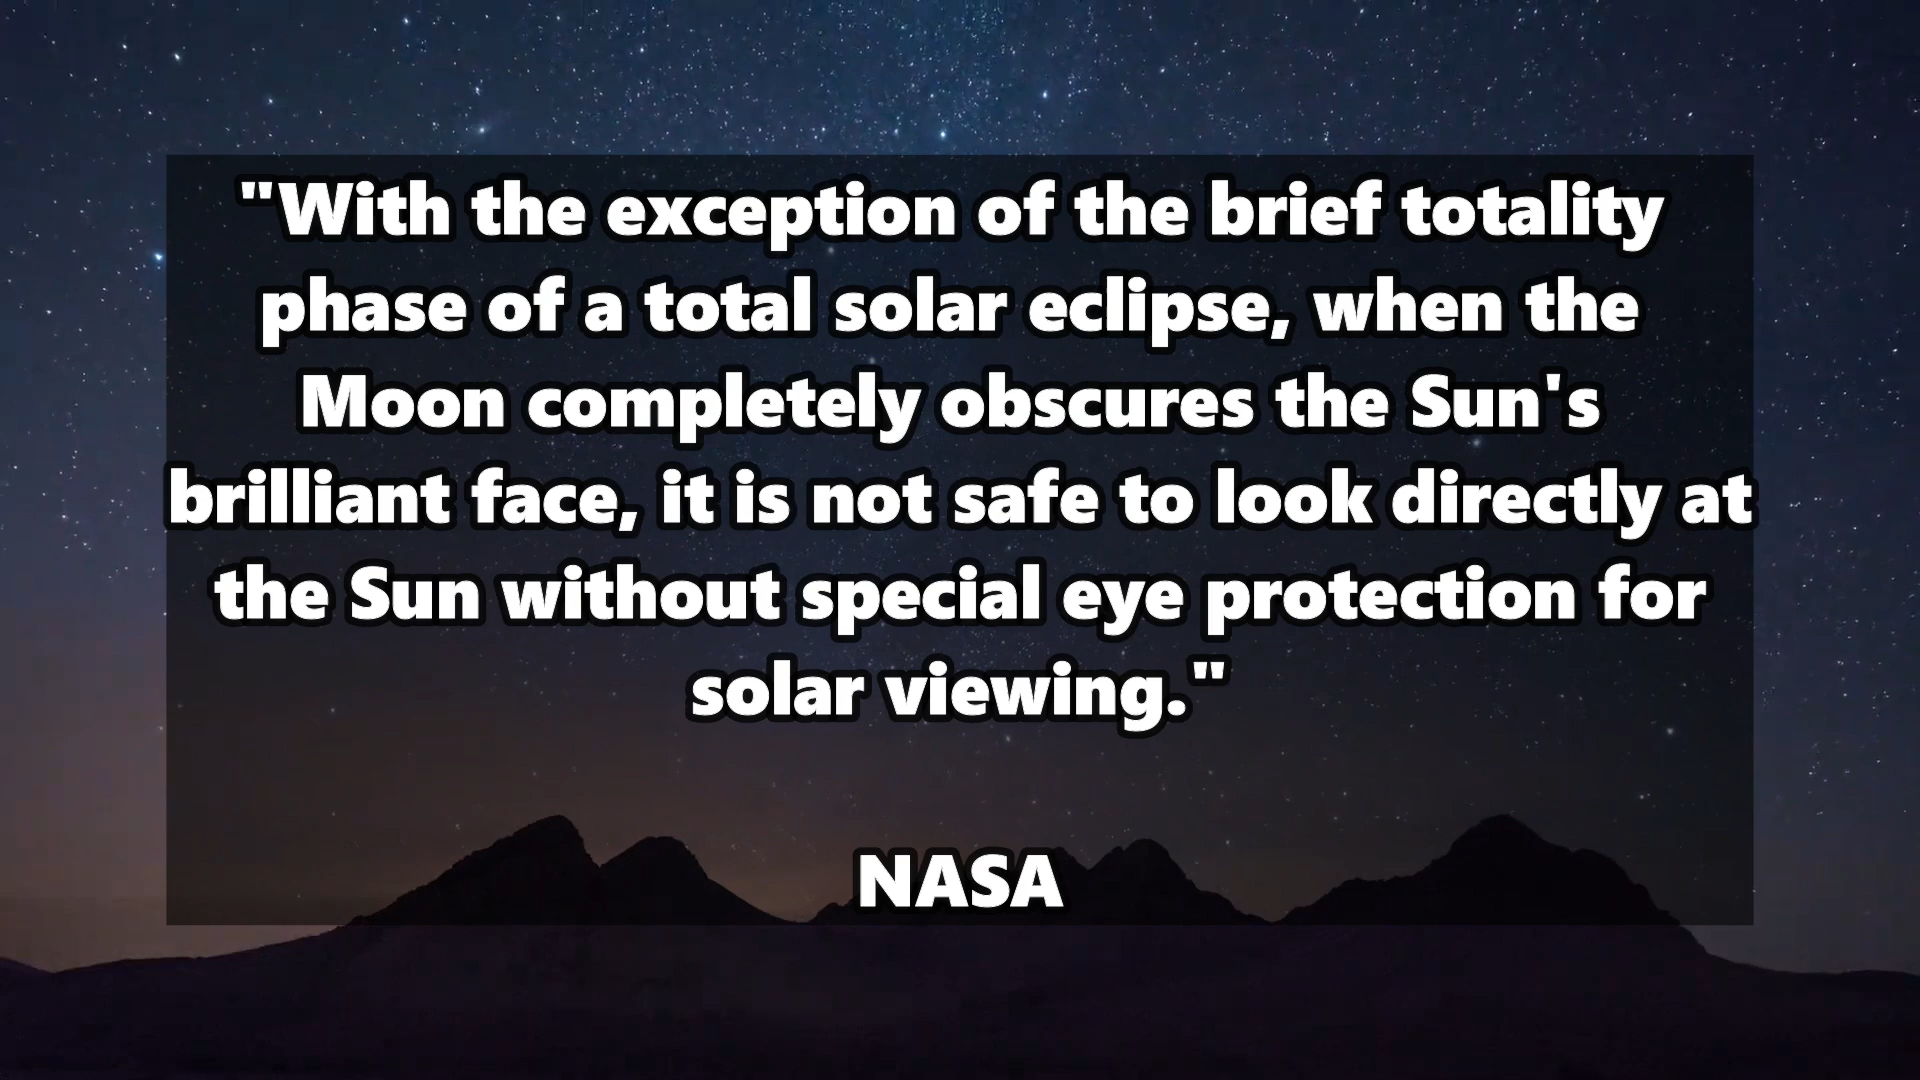 "With the exception of the brief totality
phase of a total solar eclipse, when the
Moon completely obscures the Sun's
brilliant face, it is not safe to look directly at
the Sun without special eye protection for
solar viewing."
NASA